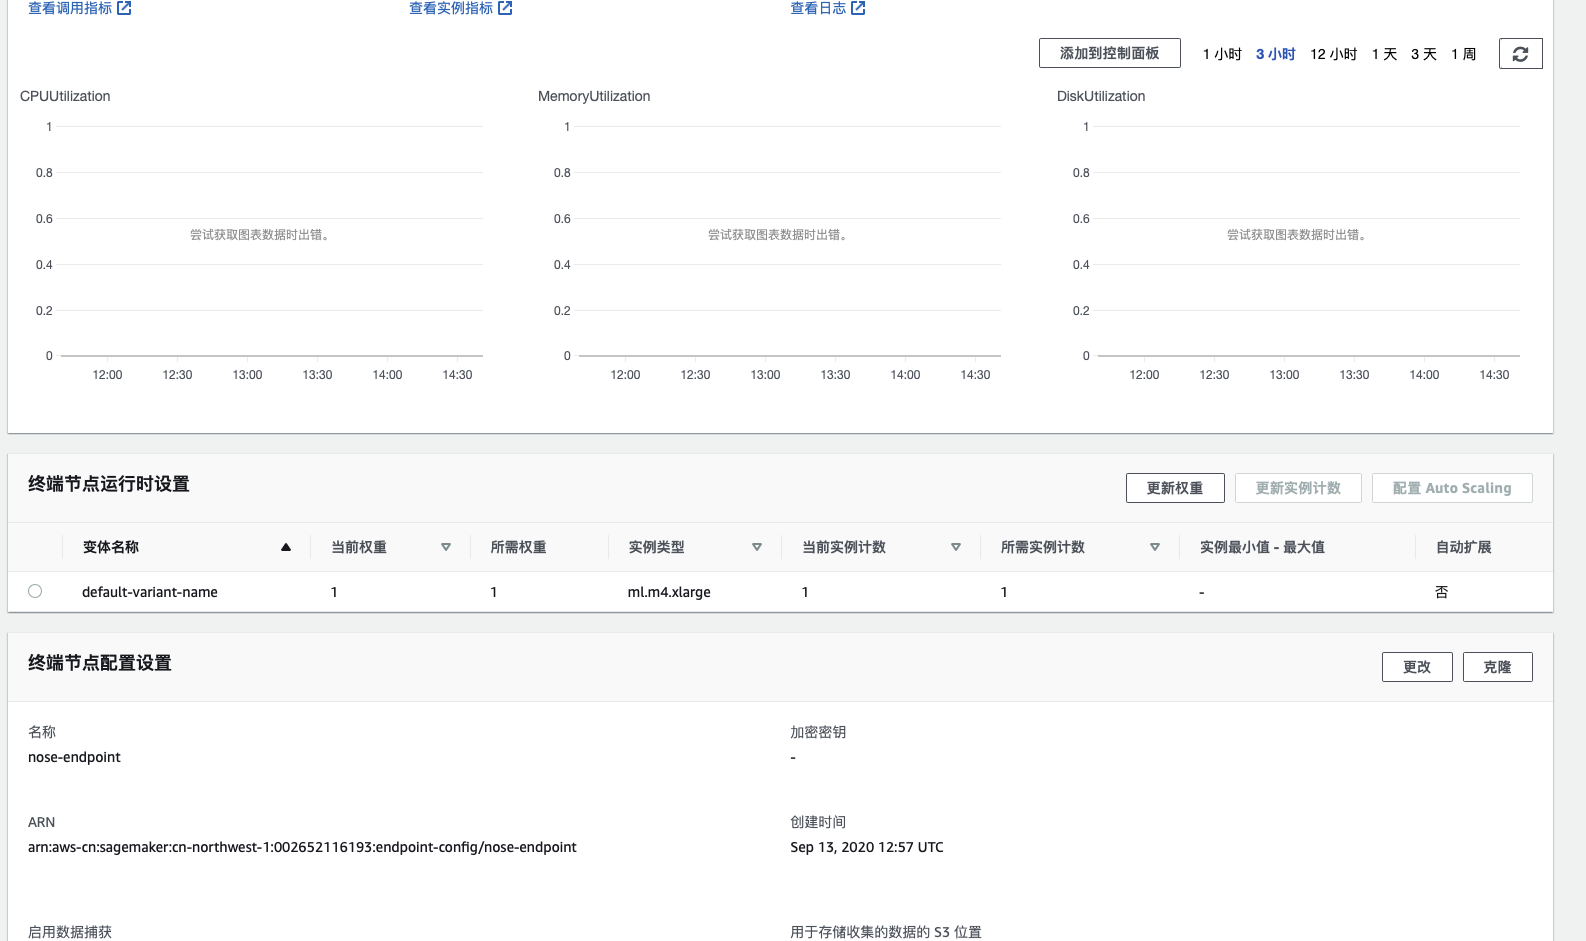 查看调用指标 查看实例指标 查看日志
添加到控制面板 1 小时 3 小时 12 小时 1 天 3 天 1 周
CPUUtilization MemoryUtilization DiskUtilization
1 1 1
0.8 0.8 0.8
0.6 0.6 0.6
尝试获取图表数据时出错。 尝试获取图表数据时出错。 尝试获取图表数据时出错。
0.4 0.4 0.4
0.2 0.2 0.2
0 0 0
12:00 12:30 13:00 13:30 14:00 14:30 12:00 12:30 13:00 13:30 14:00 14:30 12:00 12:30 13:00 13:30 14:00 14:30
终端节点运行时设置 更新权重 更新实例计数 配置 Auto Scaling
变体名称 当前权重 所需权重 实例类型 当前实例计数 所需实例计数 实例最小值 - 最大值 自动扩展
default-variant-name 1 1 ml.m4.xlarge 1 1 - 否
终端节点配置设置 更改 克隆
名称 加密密钥
nose-endpoint -
ARN 创建时间
arn:aws-cn:sagemaker:cn-northwest-1:002652116193:endpoint-config/nose-endpoint Sep 13, 2020 12:57 UTC
启用数据捕获 用于存储收集的数据的 S3 位置